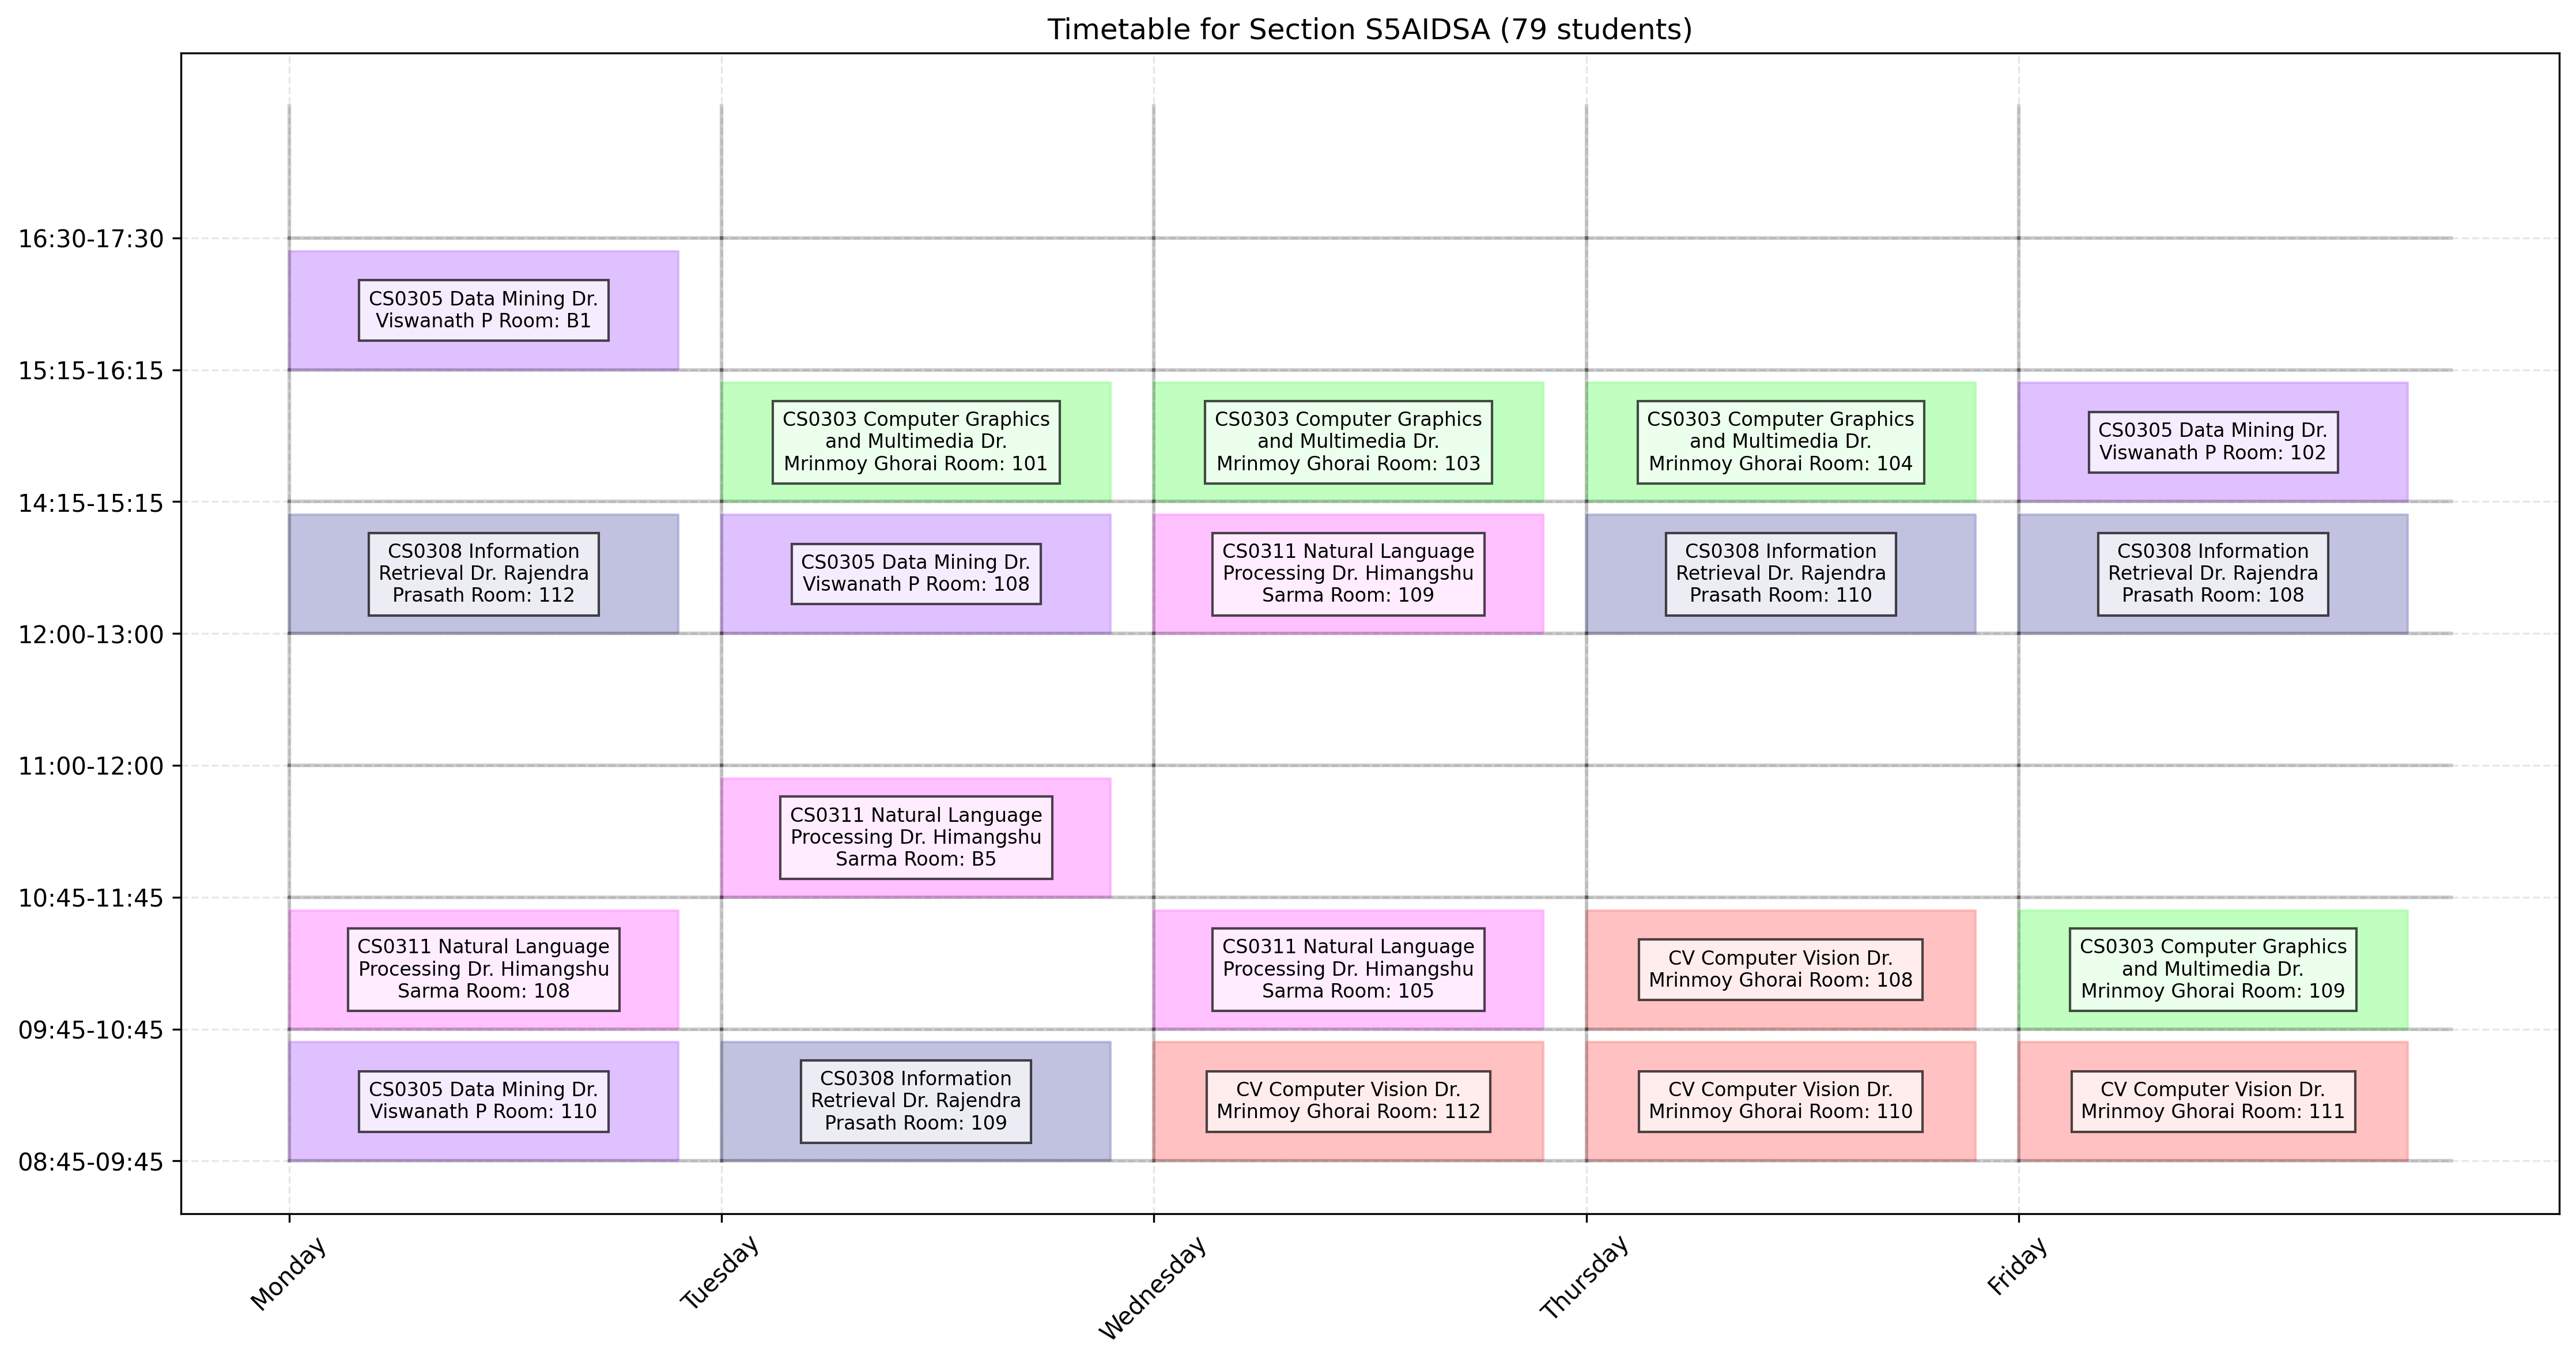 Timetable for Section S5AIDSA (79 students)
16:30-17:30
CS0305 Data Mining Dr.
Viswanath P Room: B1
15:15-16:15
CS0303 Computer Graphics
and Multimedia Dr.
Mrinmoy Ghorai Room: 101
CS0303 Computer Graphics
and Multimedia Dr.
Mrinmoy Ghorai Room: 103
CS0303 Computer Graphics
and Multimedia Dr.
Mrinmoy Ghorai Room: 104
CS0305 Data Mining Dr.
Viswanath P Room: 102
14:15-15:15
CS0308 Information
Retrieval Dr. Rajendra
Prasath Room: 112
CS0305 Data Mining Dr.
Viswanath P Room: 108
CS0311 Natural Language
Processing Dr. Himangshu
Sarma Room: 109
CS0308 Information
Retrieval Dr. Rajendra
Prasath Room: 110
CS0308 Information
Retrieval Dr. Rajendra
Prasath Room: 108
12:00-13:00
11:00-12:00
CS0311 Natural Language
Processing Dr. Himangshu
Sarma Room: B5
10:45-11:45
CS0311 Natural Language
Processing Dr. Himangshu
Sarma Room: 108
CS0311 Natural Language
Processing Dr. Himangshu
Sarma Room: 105
CV Computer Vision Dr.
Mrinmoy Ghorai Room: 108
CS0303 Computer Graphics
and Multimedia Dr.
Mrinmoy Ghorai Room: 109
09:45-10:45
CS0305 Data Mining Dr.
Viswanath P Room: 110
CS0308 Information
Retrieval Dr. Rajendra
Prasath Room: 109
CV Computer Vision Dr.
Mrinmoy Ghorai Room: 112
CV Computer Vision Dr.
Mrinmoy Ghorai Room: 110
CV Computer Vision Dr.
Mrinmoy Ghorai Room: 111
08:45-09:45
Monday
Tuesday
Wednesday
Thursday
Friday